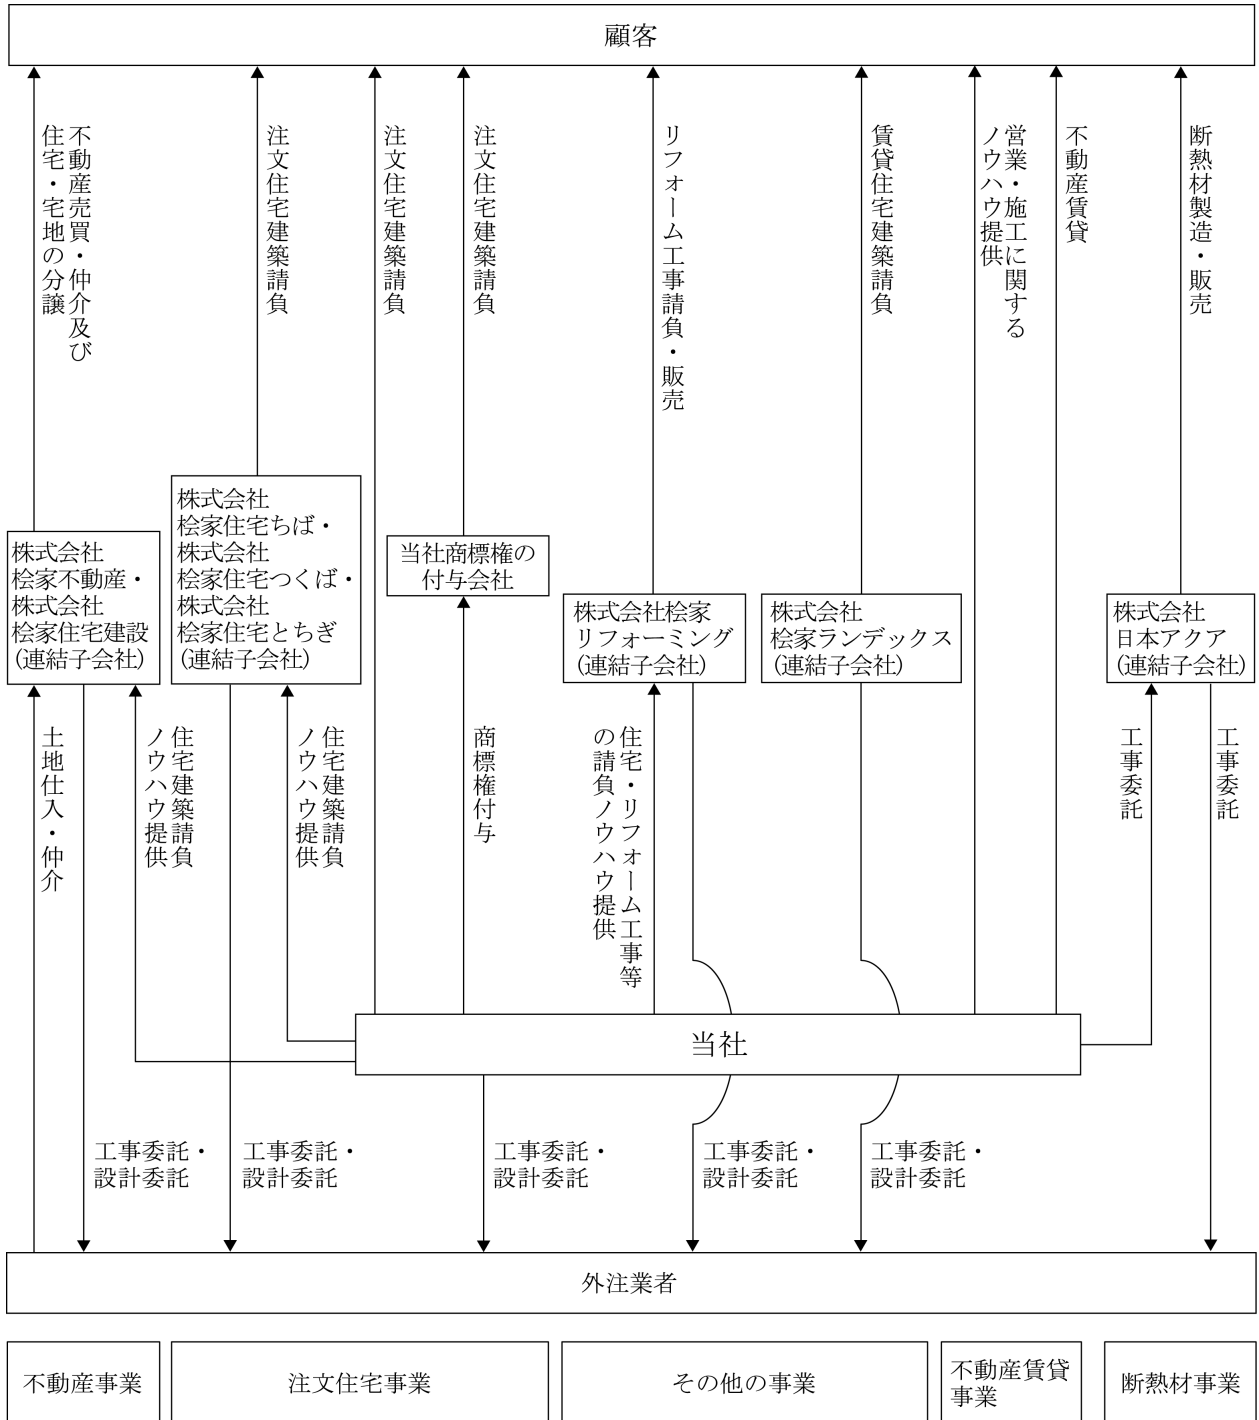 顧客
不動産売買・仲介及び
住宅・宅地の分譲
注文住宅建築請負
注文住宅建築請負
注文住宅建築請負
リフォーム工事請負・販売
賃貸住宅建築請負
営業・施工に関する
ノウハウ提供
不動産賃貸
断熱材製造・販売
株式会社
桧家不動産・
株式会社
桧家住宅建設
(連結子会社)
株式会社
桧家住宅ちば・
株式会社
桧家住宅つくば・
株式会社
桧家住宅とちぎ
(連結子会社)
当社商標権の
付与会社
株式会社桧家
リフォーミング
(連結子会社)
株式会社
桧家ランデックス
(連結子会社)
株式会社
日本アクア
(連結子会社)
土地仕入・仲介
住宅建築請負
ノウハウ提供
住宅建築請負
ノウハウ提供
商標権付与
住宅・リフォーム工事等
の請負ノウハウ提供
工事委託
工事委託
当社
工事委託・
設計委託
工事委託・
設計委託
工事委託・
設計委託
工事委託・
設計委託
工事委託・
設計委託
外注業者
不動産事業
注文住宅事業
その他の事業
不動産賃貸
事業
断熱材事業